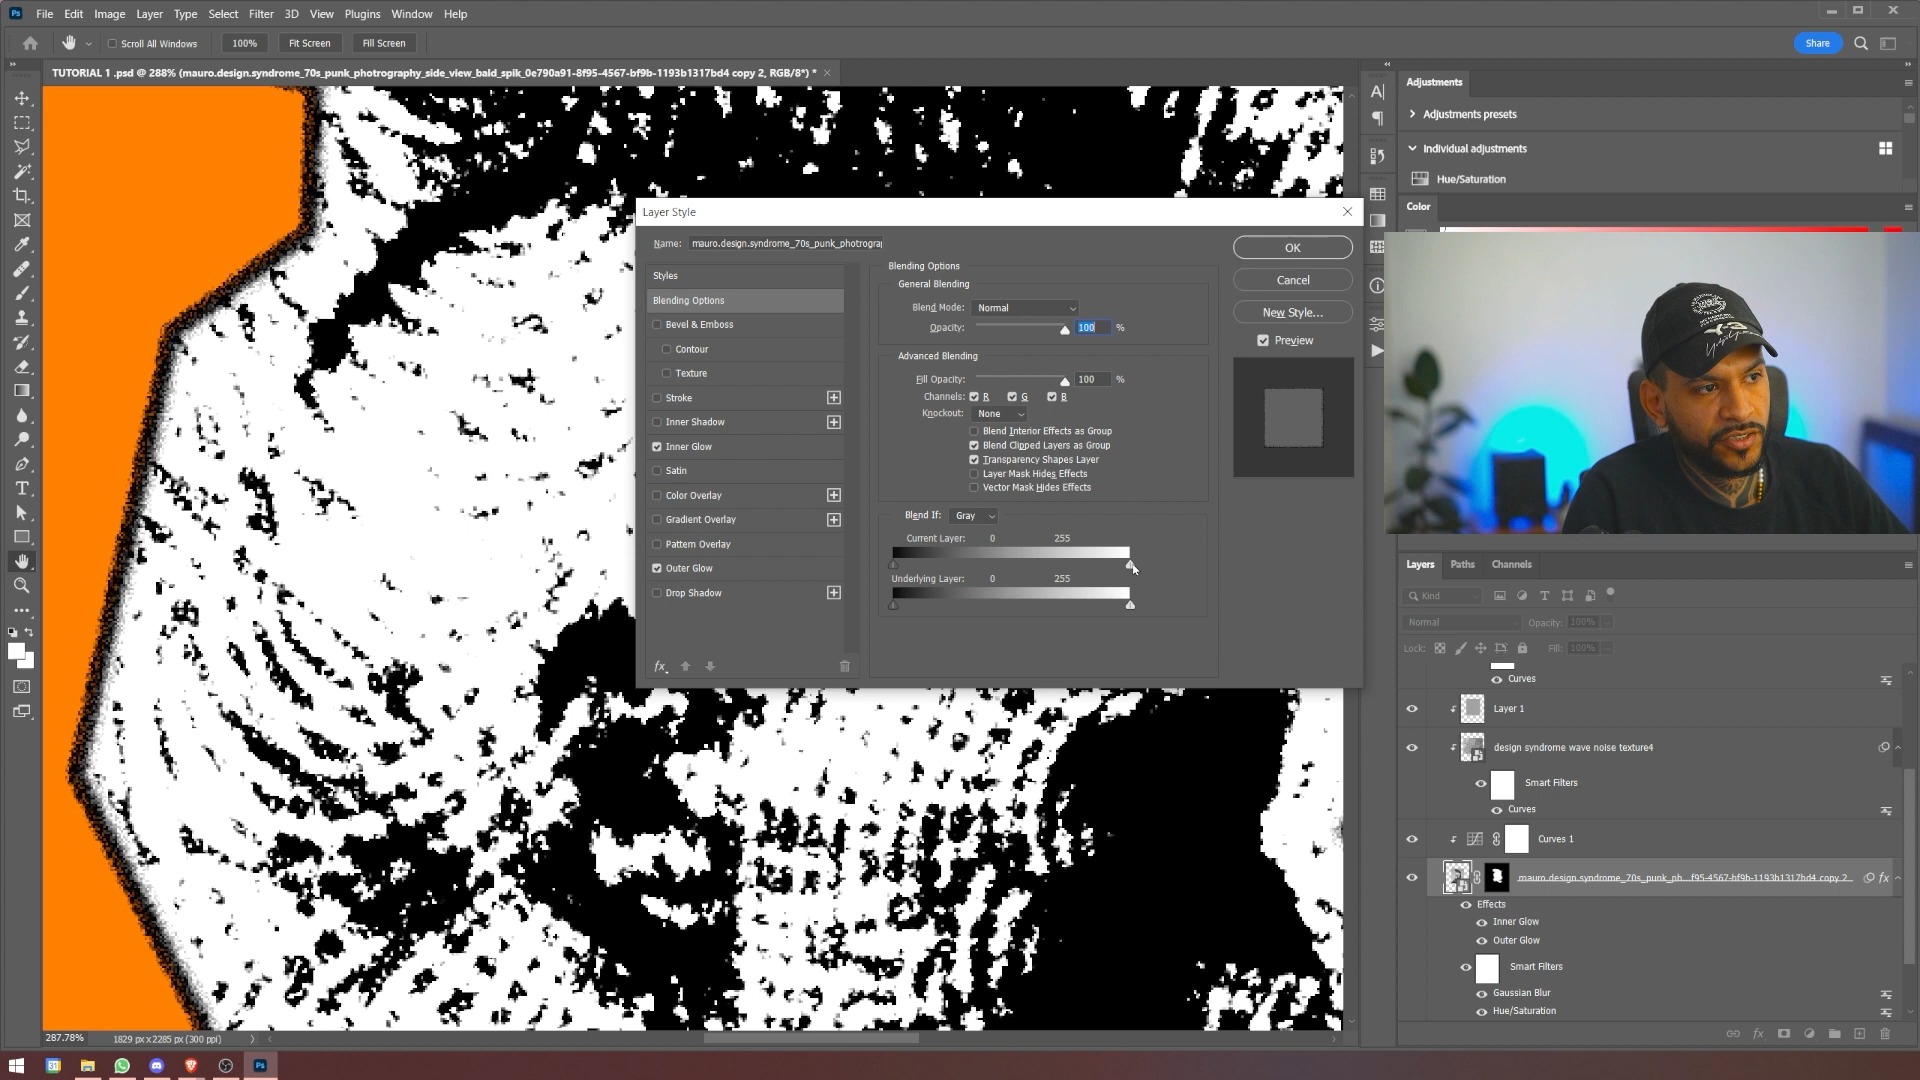 Ps File Edit Image Layer Type Select Filter 3D View Plugins Window Help
Scroll All Windows 100% Fit Screen Fill Screen Share
TUTORIAL 1 .psd @ 288% (mauro.design.syndrome_70s_punk_photrography_side_view_bald_spik_0e790a91-8f95-4567-bf9b-1193b1317bd4 copy 2, RGB/8*) *
Adjustments
Adjustments presets
Individual adjustments
Hue/Saturation
Color
Layer Style
Name: mauro.design.syndrome_70s_punk_photrograp
Styles
Blending Options
Bevel & Emboss
Contour
Texture
Stroke
Inner Shadow
Inner Glow
Satin
Color Overlay
Gradient Overlay
Pattern Overlay
Outer Glow
Drop Shadow
fx
Blending Options
General Blending
Blend Mode: Normal
Opacity: 100 %
Advanced Blending
Fill Opacity: 100 %
Channels: R G B
Knockout: None
Blend Interior Effects as Group
Blend Clipped Layers as Group
Transparency Shapes Layer
Layer Mask Hides Effects
Vector Mask Hides Effects
Blend If: Gray
Current Layer: 0 255
Underlying Layer: 0 255
OK
Cancel
New Style...
Preview
Y-3
Layers Paths Channels
Kind
Normal Opacity: 100%
Lock: Fill: 100%
Curves
Layer 1
design syndrome wave noise texture4
Smart Filters
Curves
Curves 1
mauro.design.syndrome_70s_punk_ph...f95-4567-bf9b-1193b1317bd4 copy 2 fx
Effects
Inner Glow
Outer Glow
Smart Filters
Gaussian Blur
Hue/Saturation
fx
287.78% 1829 px x 2285 px (300 ppi)
31
Ps